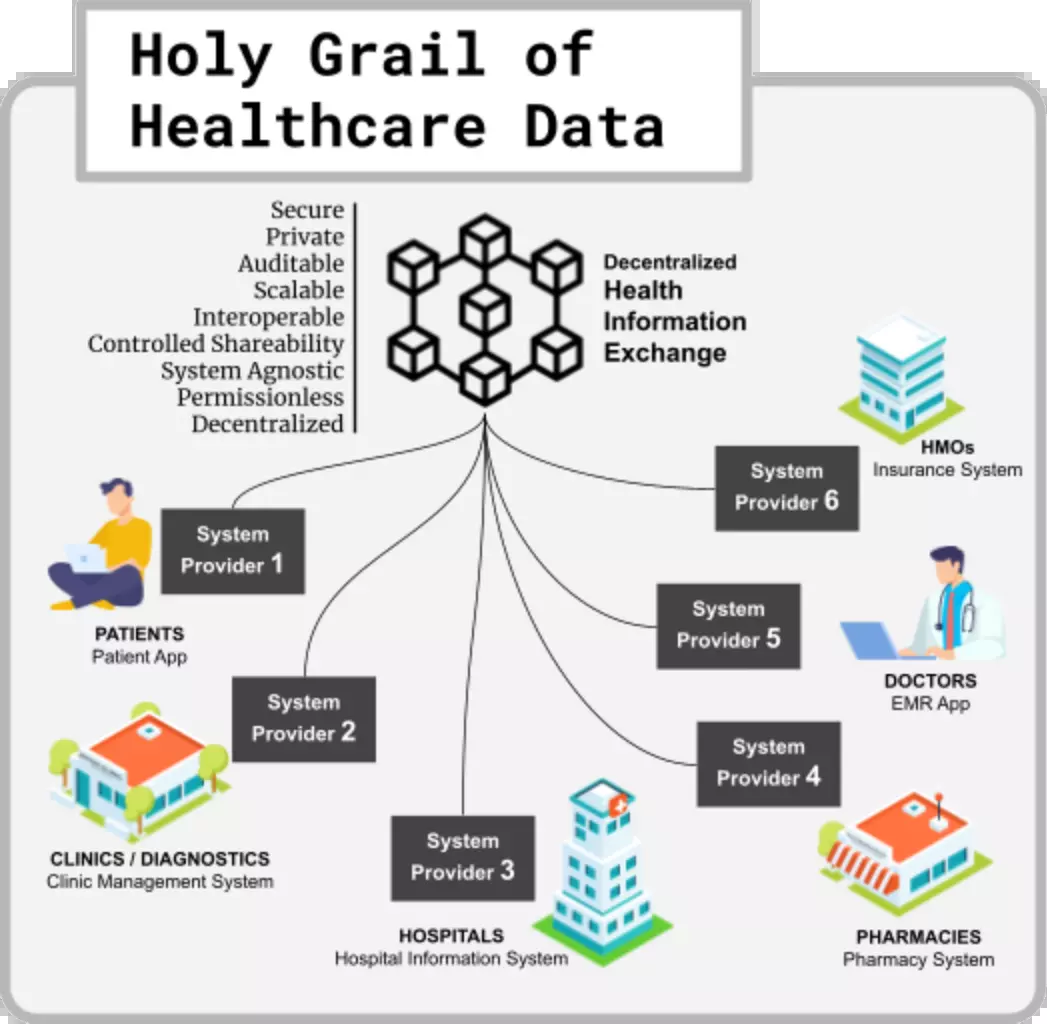 Holy Grail of
Healthcare Data
Secure
Private
Auditable
Scalable
Interoperable
Controlled Shareability
System Agnostic
Permissionless
Decentralized
Decentralized
Health
Information
Exchange
HMOs
Insurance System
System
Provider 6
System
Provider 1
PATIENTS
Patient App
System
Provider 5
DOCTORS
EMR App
System
Provider 2
CLINICS / DIAGNOSTICS
Clinic Management System
System
Provider 4
System
Provider 3
HOSPITALS
Hospital Information System
PHARMACIES
Pharmacy System